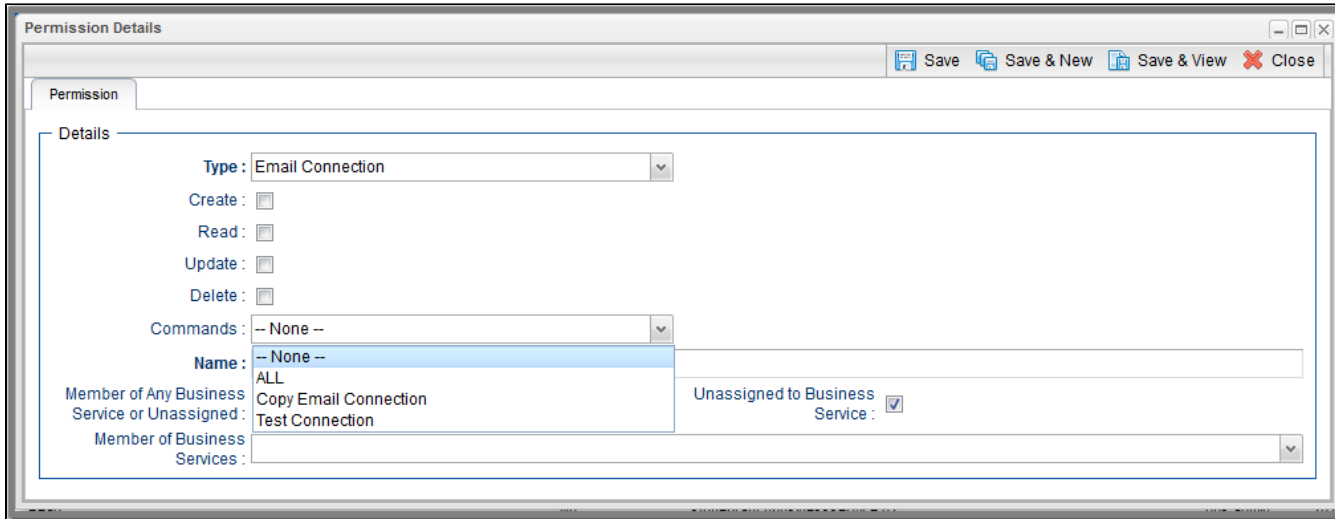 Permission Details
Save Save & New Save & View Close
Permission
Details
Type : Email Connection
Create :
Read :
Update :
Delete :
Commands : -- None --
Name : -- None --
ALL
Copy Email Connection
Test Connection
Member of Any Business
Service or Unassigned :
Unassigned to Business
Service :
Member of Business
Services :